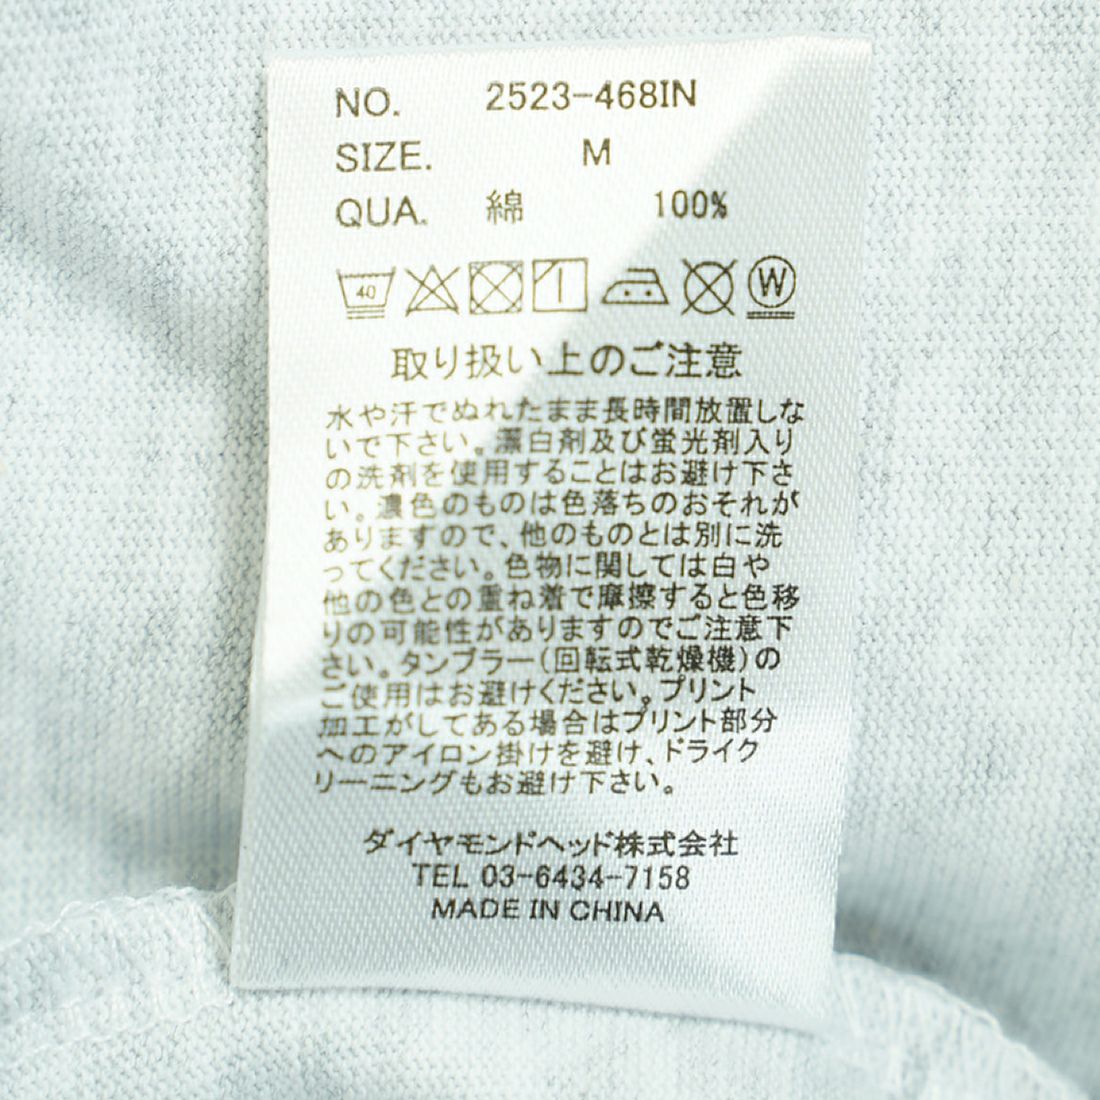 NO. 2523-468IN
SIZE. M
QUA. 綿 100%
40 W
取り扱い上のご注意
水や汗でぬれたまま長時間放置しな
いで下さい。漂白剤及び蛍光剤入り
の洗剤を使用することはお避け下さ
い。濃色のものは色落ちのおそれが
ありますので、他のものとは別に洗
ってください。色物に関しては白や
他の色との重ね着で摩擦すると色移
りの可能性がありますのでご注意下
さい。タンブラー(回転式乾燥機)の
ご使用はお避けください。プリント
加工がしてある場合はプリント部分
へのアイロン掛けを避け、ドライク
リーニングもお避け下さい。
ダイヤモンドヘッド株式会社
TEL 03-6434-7158
MADE IN CHINA